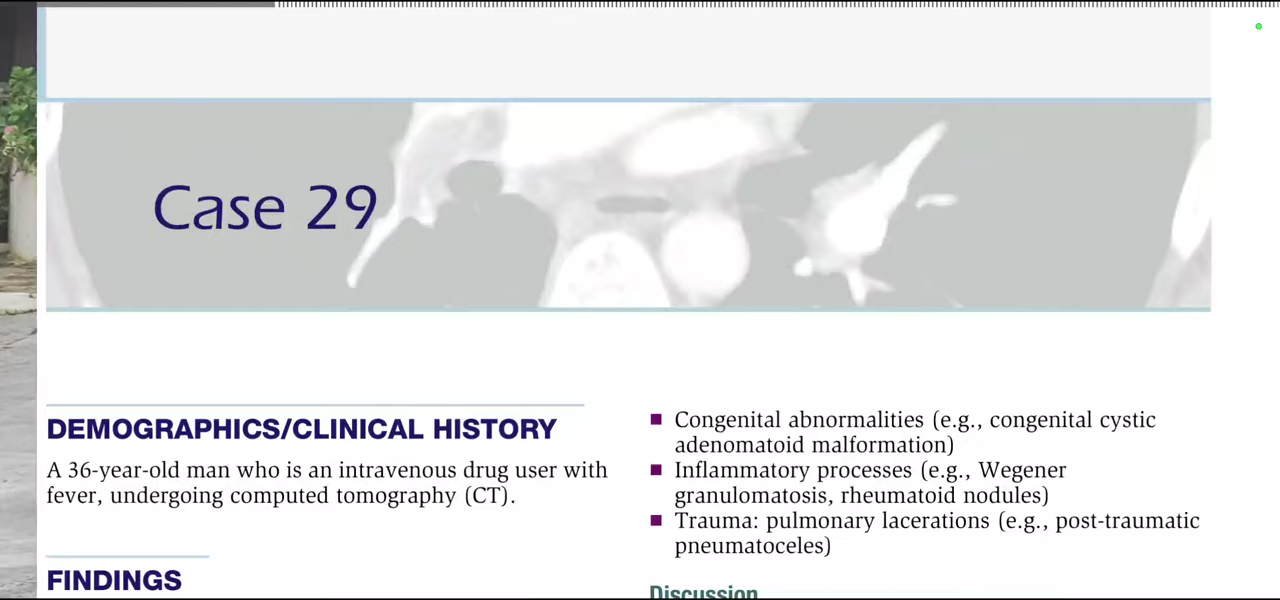 Case 29
DEMOGRAPHICS/CLINICAL HISTORY
A 36-year-old man who is an intravenous drug user with
fever, undergoing computed tomography (CT).
FINDINGS
■ Congenital abnormalities (e.g., congenital cystic
adenomatoid malformation)
■ Inflammatory processes (e.g., Wegener
granulomatosis, rheumatoid nodules)
■ Trauma: pulmonary lacerations (e.g., post-traumatic
pneumatoceles)
Discussion